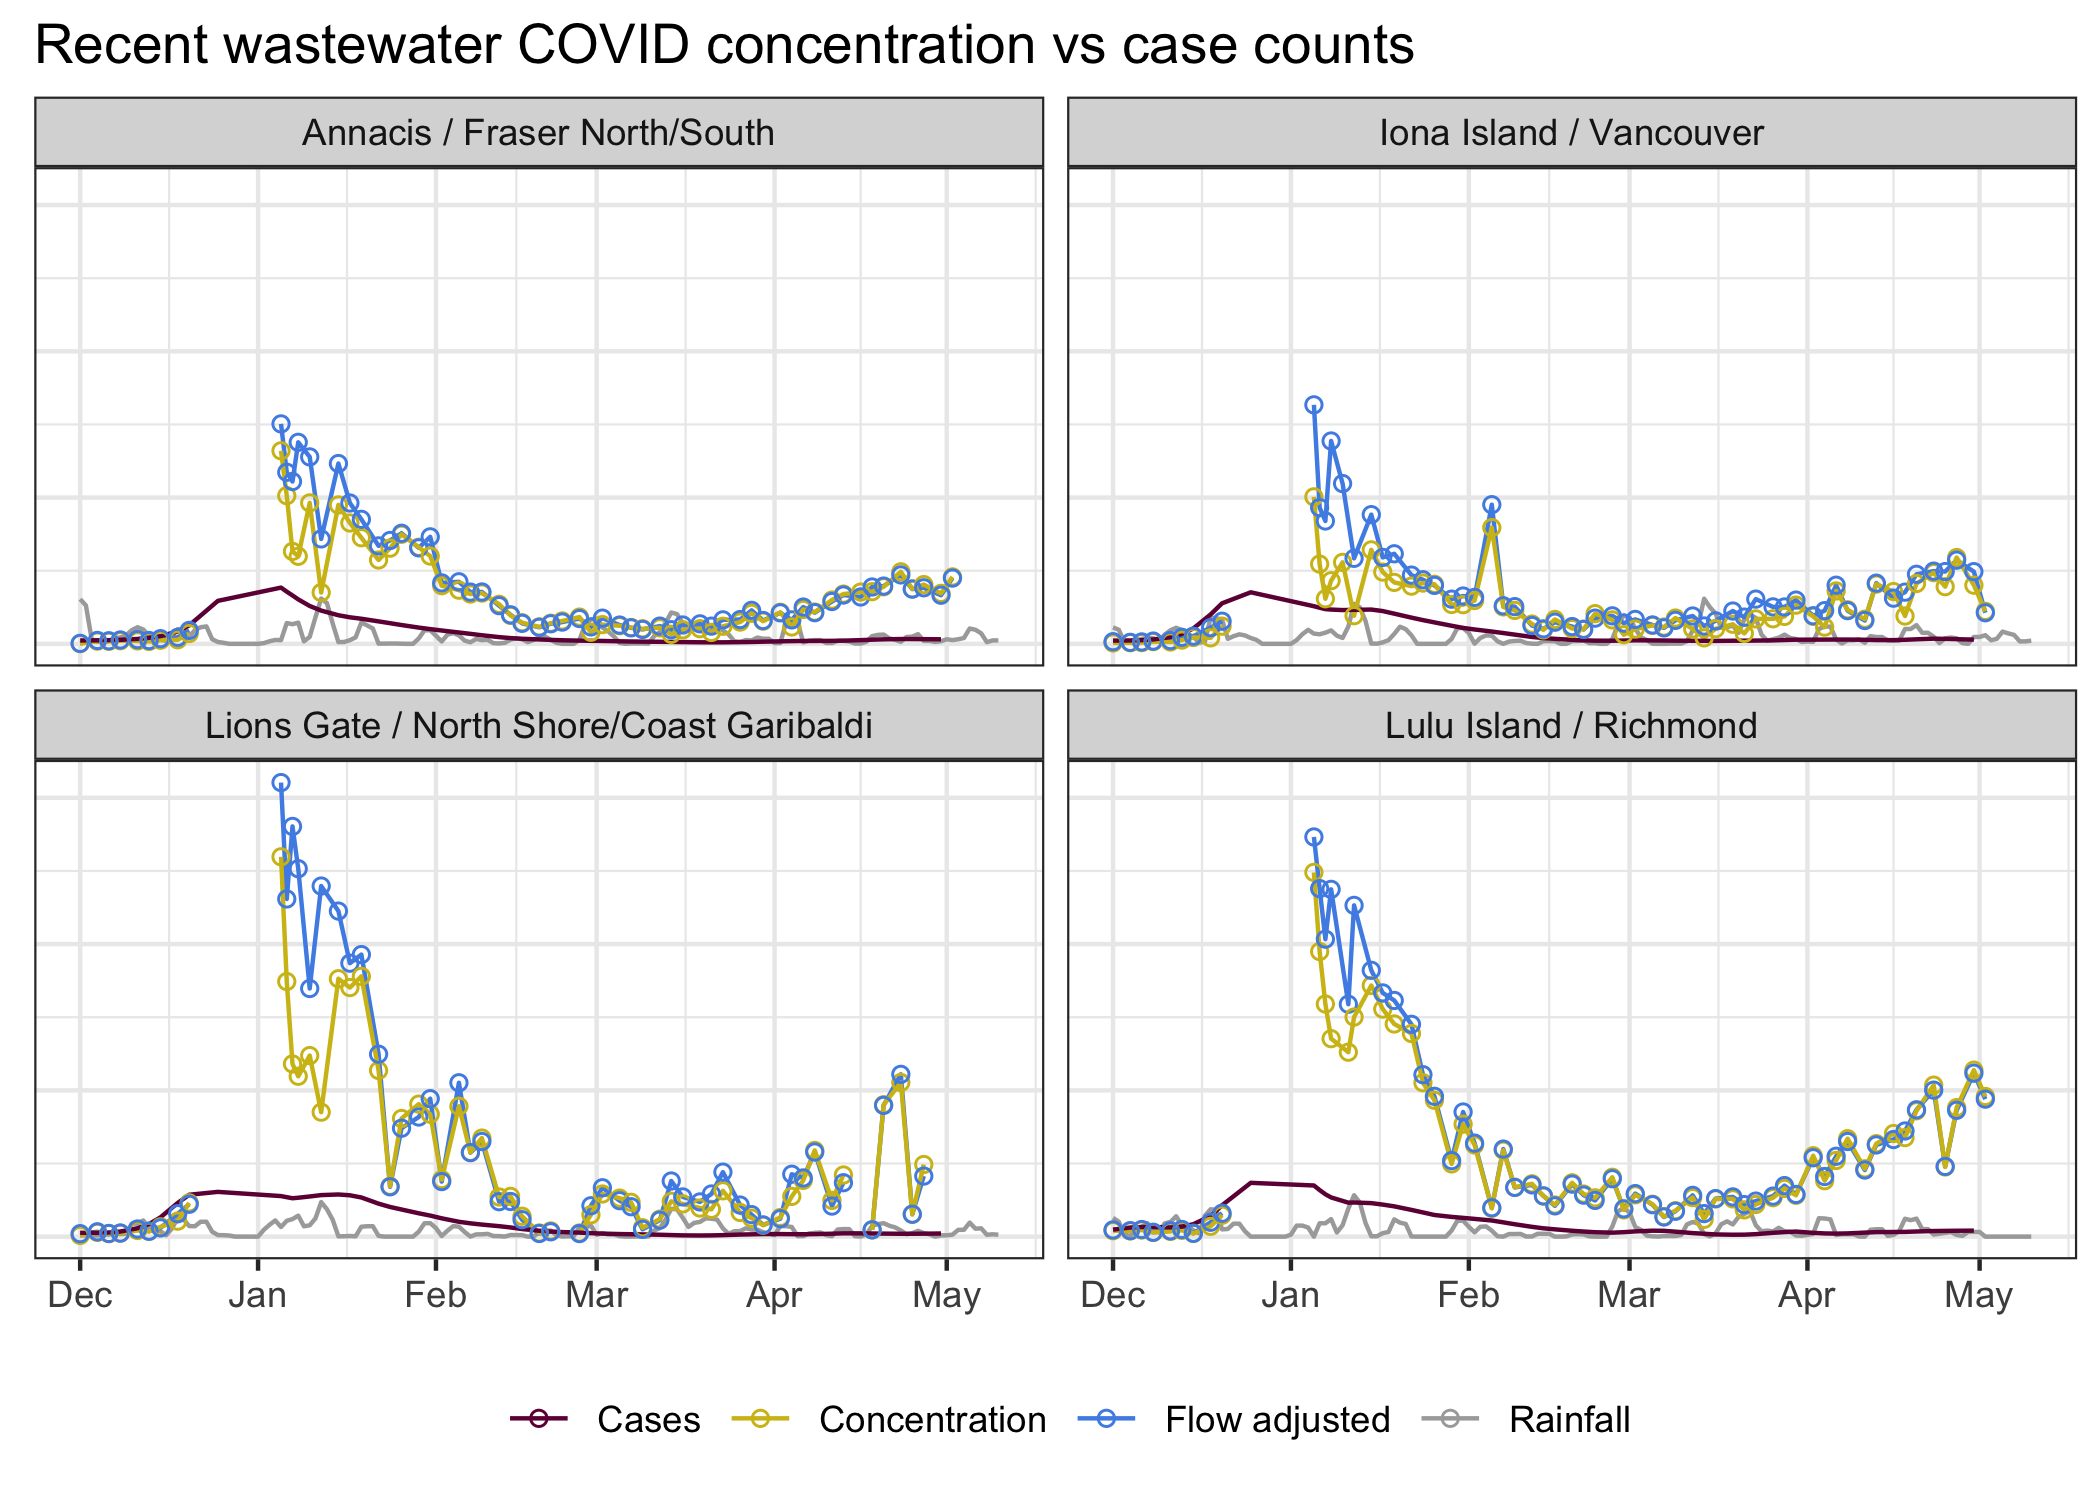 Recent wastewater COVID concentration vs case counts
Annacis / Fraser North/South
Iona Island / Vancouver
Lions Gate / North Shore/Coast Garibaldi
Lulu Island / Richmond
Dec Jan Feb Mar Apr May
Dec Jan Feb Mar Apr May
Cases Concentration Flow adjusted Rainfall